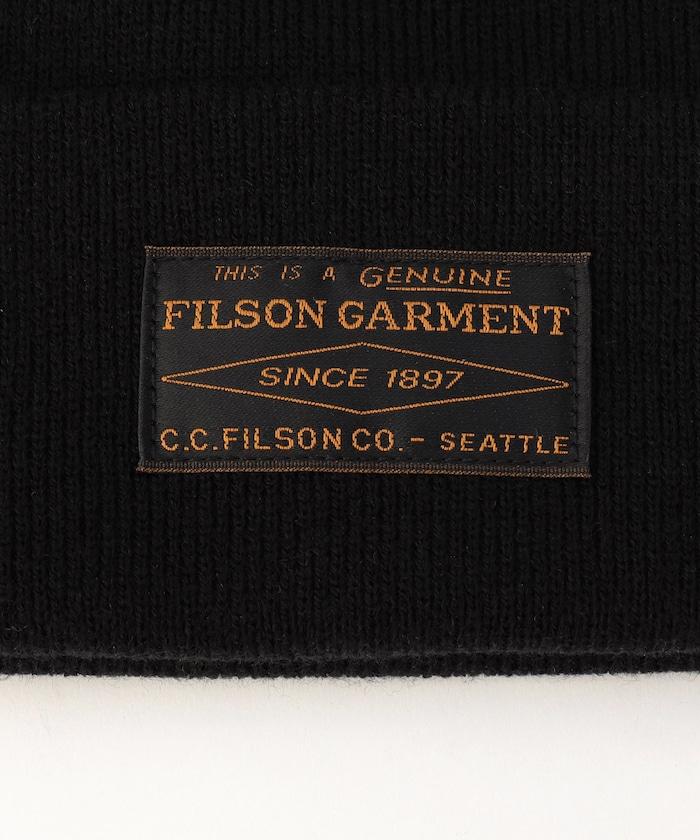 THIS IS A GENUINE
FILSON GARMENT
SINCE 1897
C.C.FILSON CO.- SEATTLE